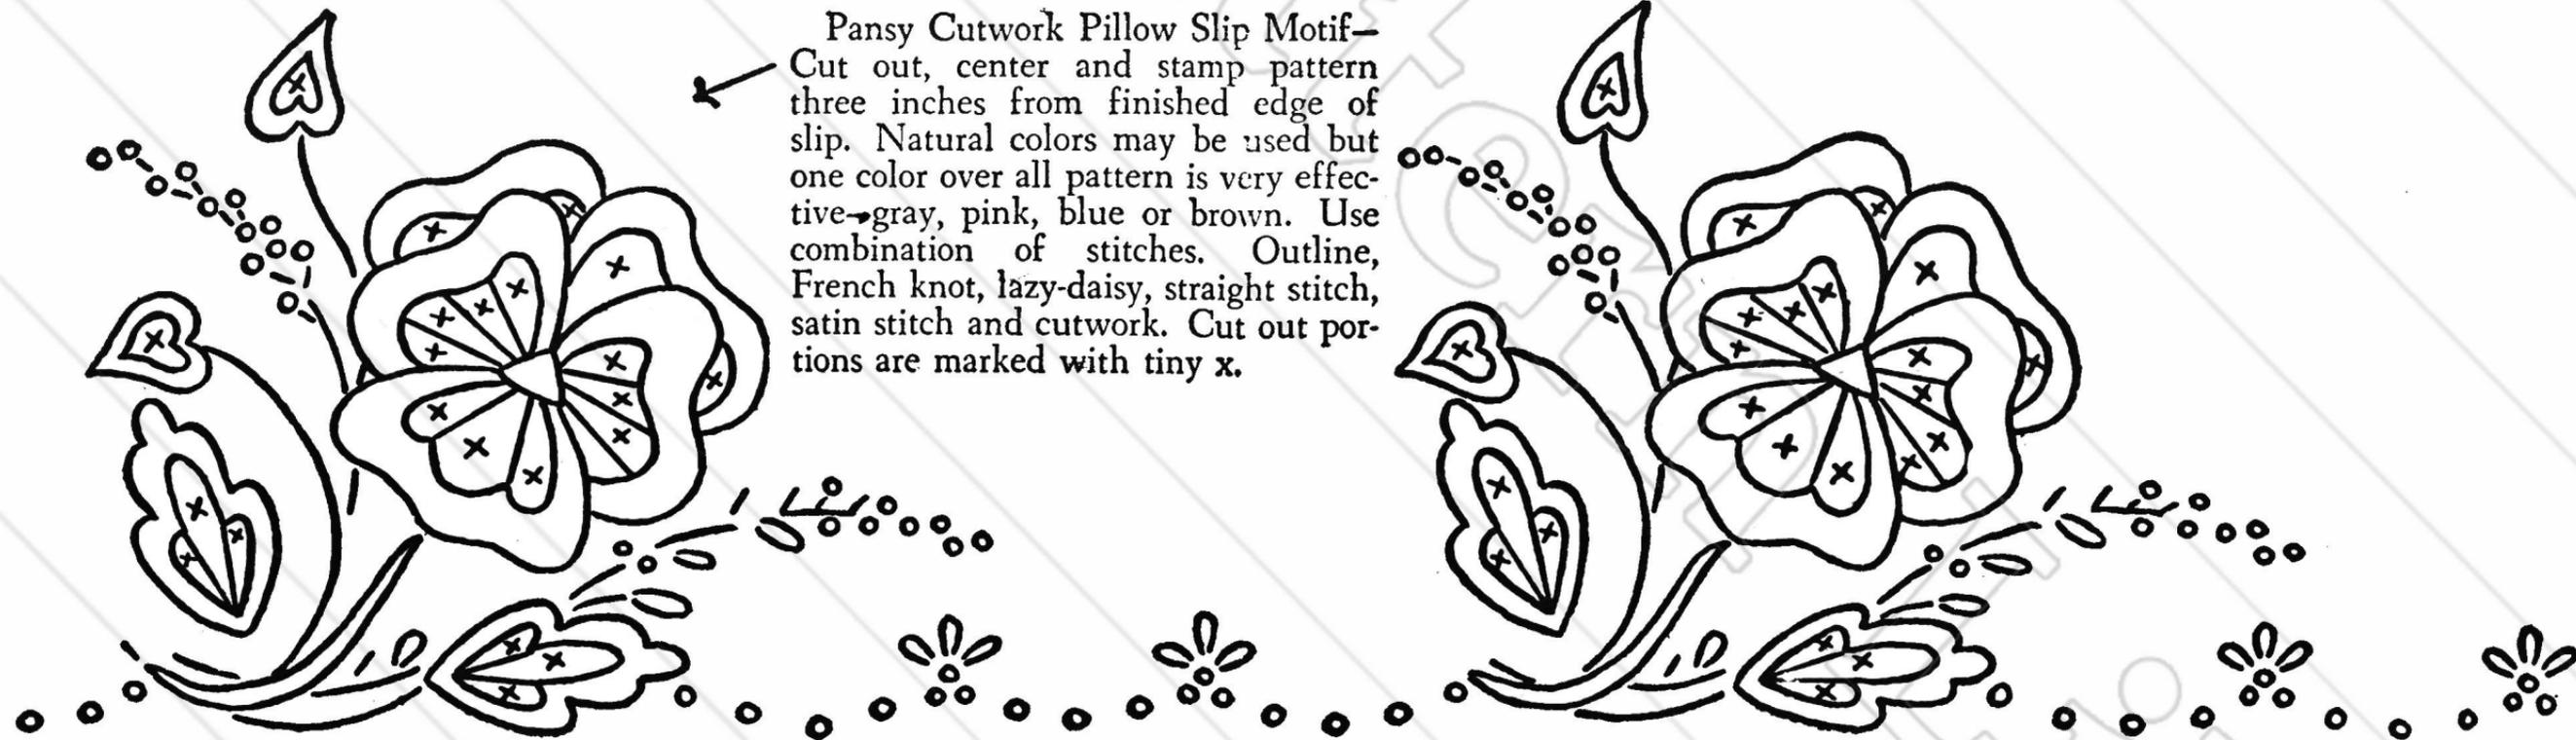 Pansy Cutwork Pillow Slip Motif—
Cut out, center and stamp pattern
three inches from finished edge of
slip. Natural colors may be used but
one color over all pattern is very effec-
tive—gray, pink, blue or brown. Use
combination of stitches. Outline,
French knot, lazy-daisy, straight stitch,
satin stitch and cutwork. Cut out por-
tions are marked with tiny x.